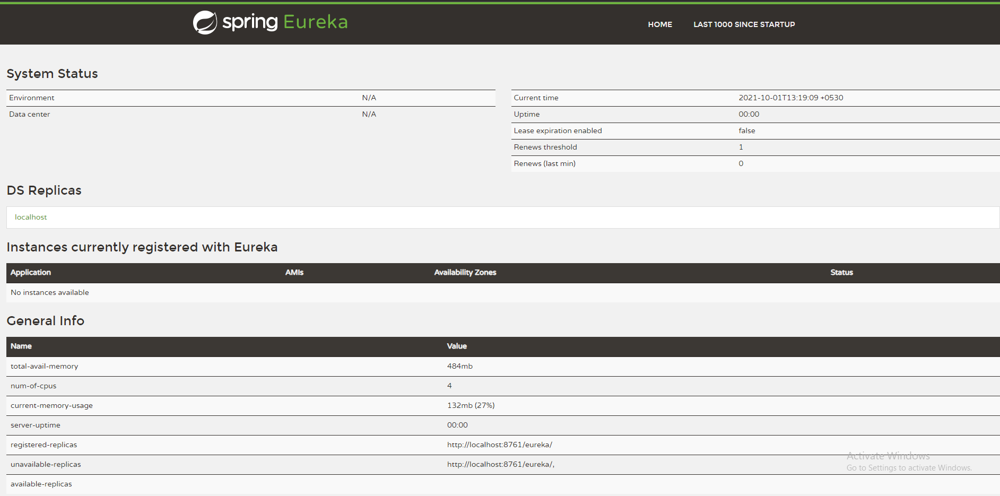 spring Eureka
HOME LAST 1000 SINCE STARTUP
System Status
Environment N/A
Data center N/A
Current time 2021-10-01T13:19:09 +0530
Uptime 00:00
Lease expiration enabled false
Renews threshold 1
Renews (last min) 0
DS Replicas
localhost
Instances currently registered with Eureka
Application AMIs Availability Zones Status
No instances available
General Info
Name Value
total-avail-memory 484mb
num-of-cpus 4
current-memory-usage 132mb (27%)
server-uptime 00:00
registered-replicas http://localhost:8761/eureka/
unavailable-replicas http://localhost:8761/eureka/,
available-replicas
Activate Windows
Go to Settings to activate Windows.